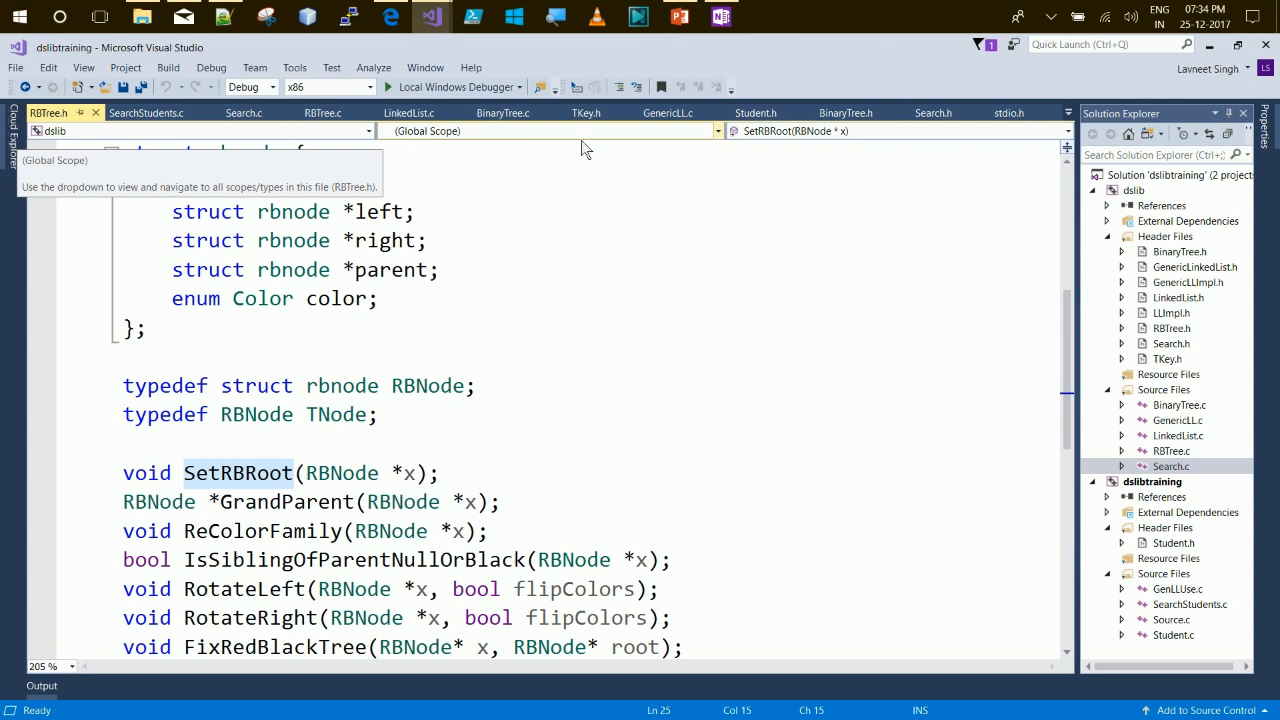 07:34 PM
ENG
IN
25-12-2017
dslibtraining - Microsoft Visual Studio
1
Quick Launch (Ctrl+Q)
File Edit View Project Build Debug Team Tools Test Analyze Window Help
Lavneet Singh LS
Debug x86 Local Windows Debugger
RBTree.h SearchStudents.c Search.c RBTree.c LinkedList.c BinaryTree.c TKey.h GenericLL.c Student.h BinaryTree.h Search.h stdio.h
dslib (Global Scope) SetRBRoot(RBNode * x)
(Global Scope)
Use the dropdown to view and navigate to all scopes/types in this file (RBTree.h).
struct rbnode *left;
struct rbnode *right;
struct rbnode *parent;
enum Color color;
};
typedef struct rbnode RBNode;
typedef RBNode TNode;
void SetRBRoot(RBNode *x);
RBNode *GrandParent(RBNode *x);
void ReColorFamily(RBNode *x);
bool IsSiblingOfParentNullOrBlack(RBNode *x);
void RotateLeft(RBNode *x, bool flipColors);
void RotateRight(RBNode *x, bool flipColors);
void FixRedBlackTree(RBNode* x, RBNode* root);
205 %
Cloud Explorer
Properties
Solution Explorer
Search Solution Explorer (Ctrl+;)
Solution 'dslibtraining' (2 projects
dslib
References
External Dependencies
Header Files
BinaryTree.h
GenericLinkedList.h
GenericLLImpl.h
LinkedList.h
LLImpl.h
RBTree.h
Search.h
TKey.h
Resource Files
Source Files
BinaryTree.c
GenericLL.c
LinkedList.c
RBTree.c
Search.c
dslibtraining
References
External Dependencies
Header Files
Student.h
Resource Files
Source Files
GenLLUse.c
SearchStudents.c
Source.c
Student.c
Output
Ready Ln 25 Col 15 Ch 15 INS Add to Source Control